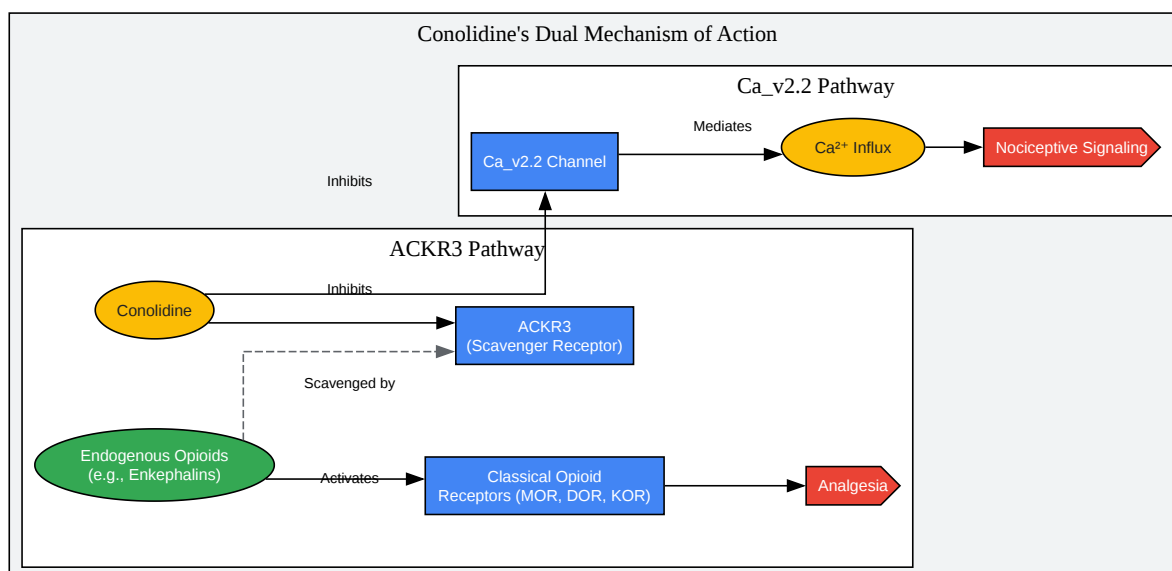 Conolidine's Dual Mechanism of Action
Ca_v2.2 Pathway
Mediates
Ca_v2.2 Channel
Ca²⁺ Influx
Nociceptive Signaling
Inhibits
ACKR3 Pathway
Inhibits
Conolidine
ACKR3
(Scavenger Receptor)
Scavenged by
Endogenous Opioids
(e.g., Enkephalins)
Activates
Classical Opioid
Receptors (MOR, DOR, KOR)
Analgesia